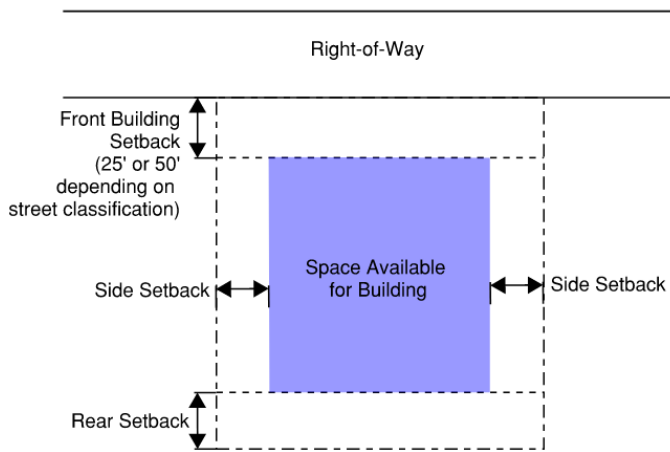 Right-of-Way
Front Building
Setback
(25' or 50'
depending on
street classification)
Space Available
for Building
Side Setback
Side Setback
Rear Setback